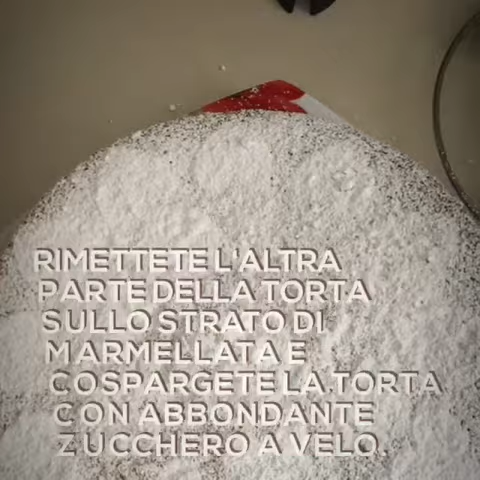 RIMETTETE L'ALTRA
PARTE DELLA TORTA
SULLO STRATO DI
MARMELLATA E
COSPARGETE LA TORTA
CON ABBONDANTE
ZUCCHERO A VELO.